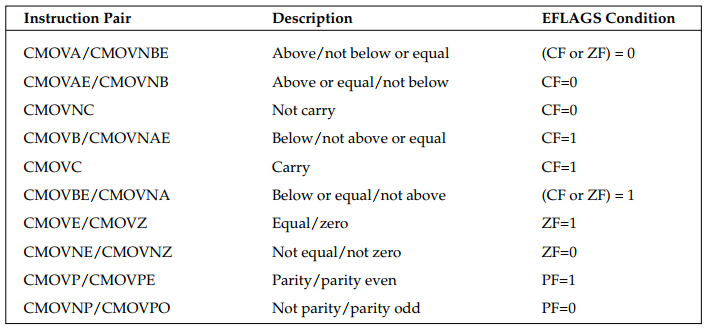 Instruction Pair Description EFLAGS Condition
CMOVA/CMOVNBE Above/not below or equal (CF or ZF) = 0
CMOVAE/CMOVNB Above or equal/not below CF=0
CMOVNC Not carry CF=0
CMOVB/CMOVNAE Below/not above or equal CF=1
CMOVC Carry CF=1
CMOVBE/CMOVNA Below or equal/not above (CF or ZF) = 1
CMOVE/CMOVZ Equal/zero ZF=1
CMOVNE/CMOVNZ Not equal/not zero ZF=0
CMOVP/CMOVPE Parity/parity even PF=1
CMOVNP/CMOVPO Not parity/parity odd PF=0